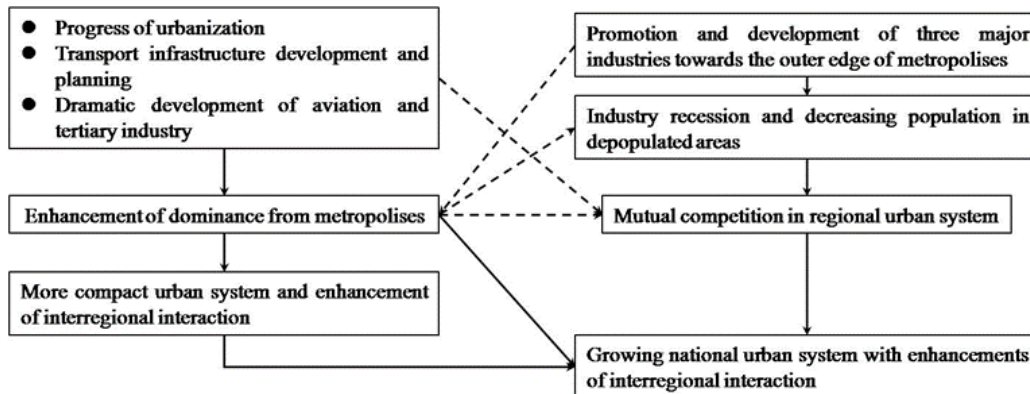 ● Progress of urbanization
● Transport infrastructure development and
planning
● Dramatic development of aviation and
tertiary industry
Enhancement of dominance from metropolises
More compact urban system and enhancement
of interregional interaction
Promotion and development of three major
industries towards the outer edge of metropolises
Industry recession and decreasing population in
depopulated areas
Mutual competition in regional urban system
Growing national urban system with enhancements
of interregional interaction